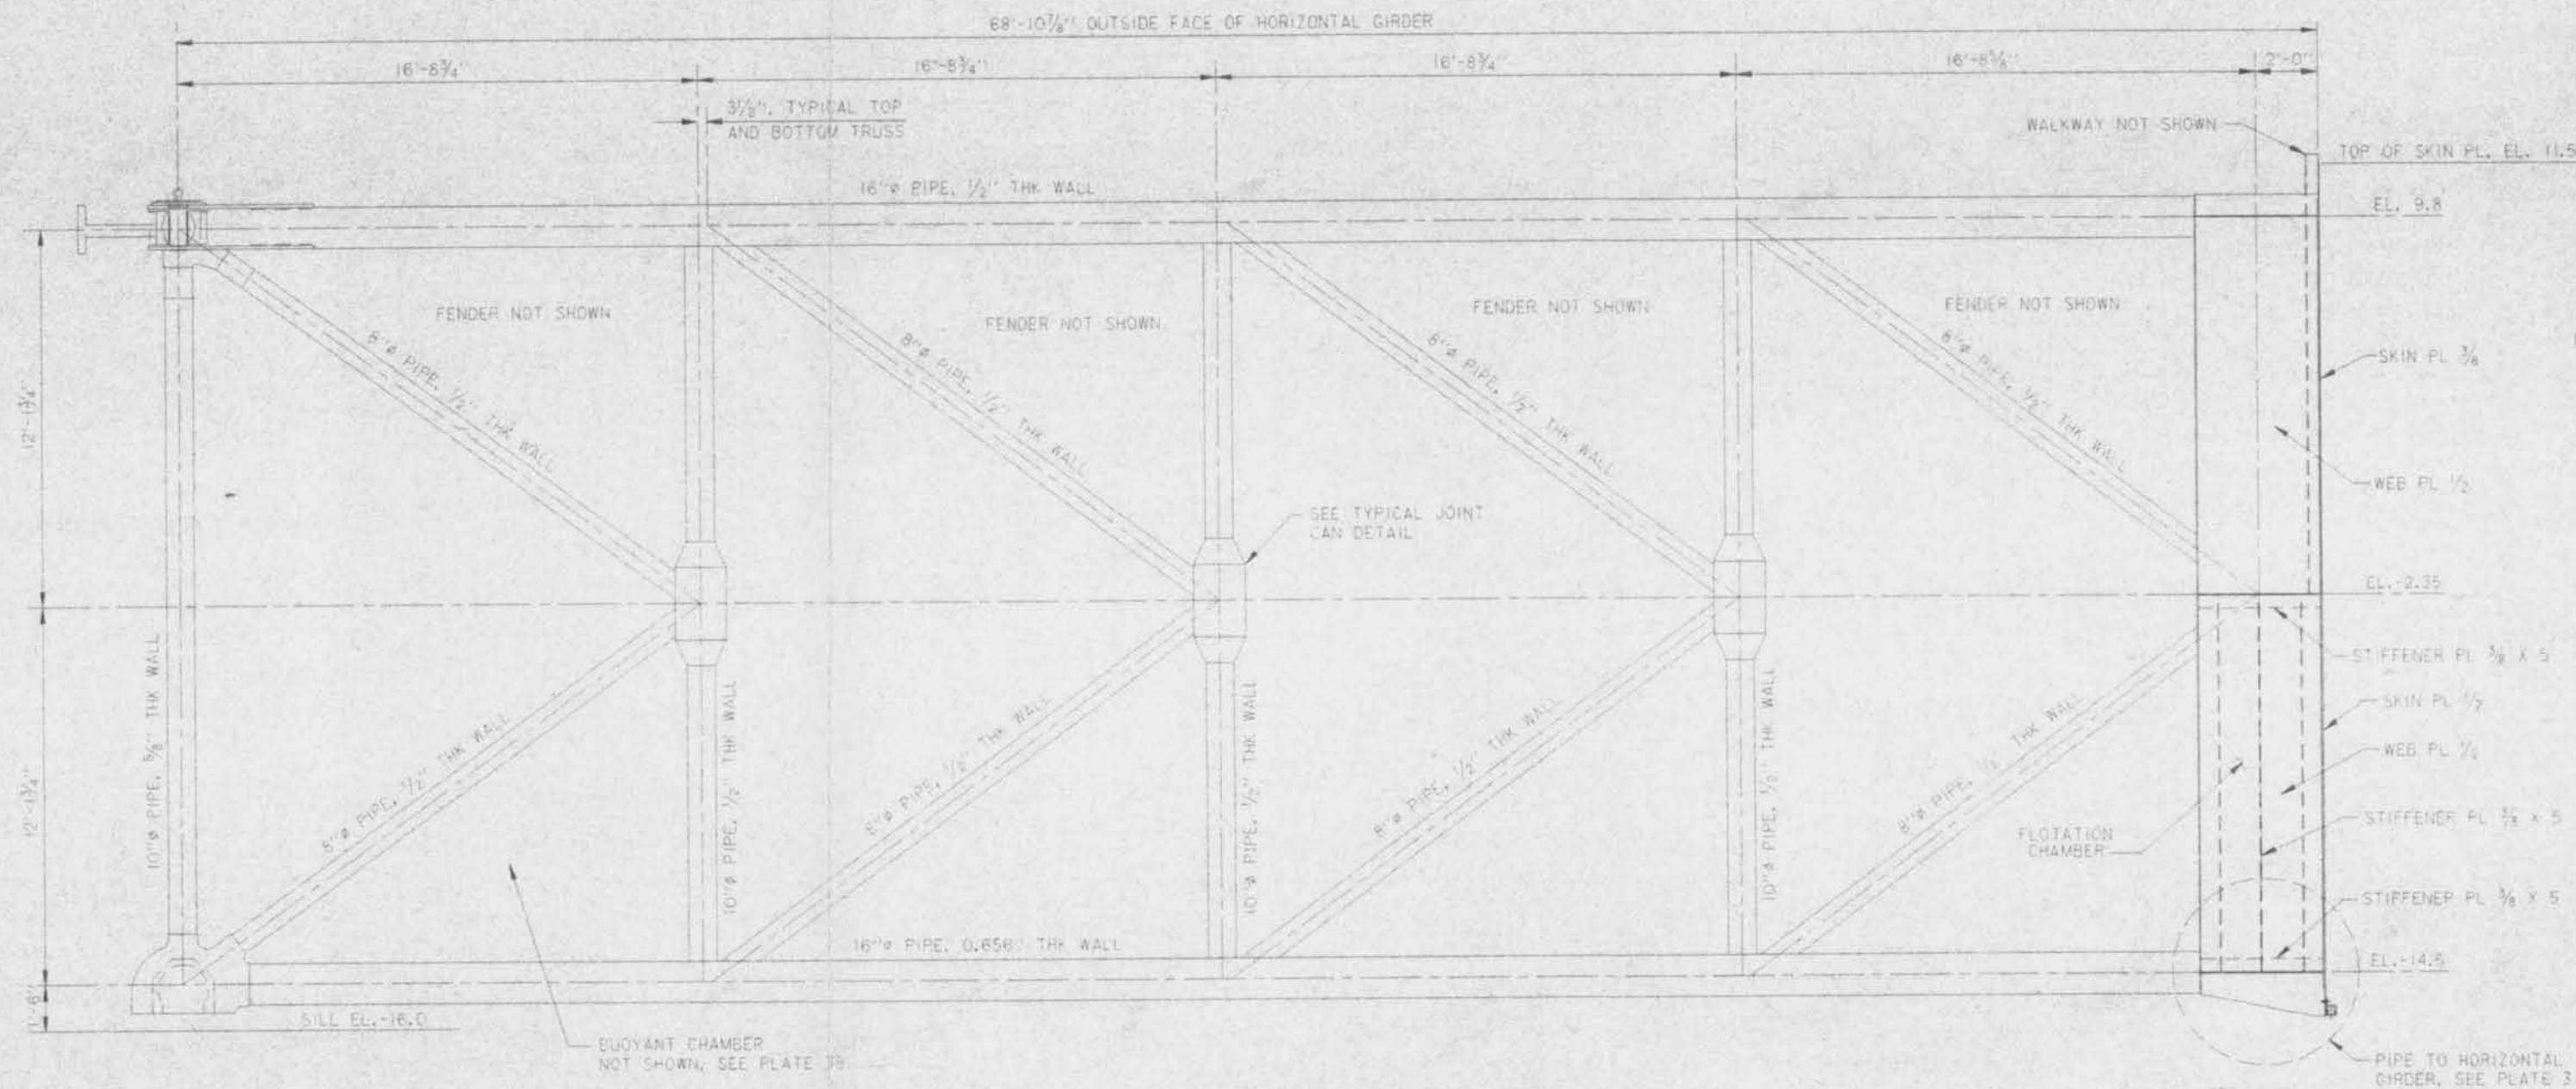 68'-10⅞" OUTSIDE FACE OF HORIZONTAL GIRDER
16'-8¾"
16'-8¾"
16'-8¾"
2'-0"
3½", TYPICAL TOP
AND BOTTOM TRUSS
WALKWAY NOT SHOWN
TOP OF SKIN PL. EL. 11.5
16"ø PIPE, ½" THK WALL
EL. 9.8
FENDER NOT SHOWN
FENDER NOT SHOWN
FENDER NOT SHOWN
FENDER NOT SHOWN
8"ø PIPE, ½" THK WALL
8"ø PIPE, ½" THK WALL
8"ø PIPE, ½" THK WALL
8"ø PIPE, ½" THK WALL
SKIN PL ⅜
12'-1¾"
WEB PL ½
SEE TYPICAL JOINT
CAN DETAIL
EL.-2.35
10"ø PIPE, ⅝" THK WALL
10"ø PIPE, ½" THK WALL
10"ø PIPE, ½" THK WALL
10"ø PIPE, ½" THK WALL
STIFFENER PL ⅜ X 5
SKIN PL ½
WEB PL
12'-1¾"
8"ø PIPE, ½" THK WALL
8"ø PIPE, ½" THK WALL
8"ø PIPE, ½" THK WALL
8"ø PIPE, ½" THK WALL
FLOTATION
CHAMBER
STIFFENER PL ⅜ X 5
STIFFENER PL ⅜ X 5
16"ø PIPE, 0.656" THK WALL
EL.-14.5
1'-6"
SILL EL.-16.0
BUOYANT CHAMBER
NOT SHOWN, SEE PLATE
PIPE TO HORIZONTAL
GIRDER, SEE PLATE